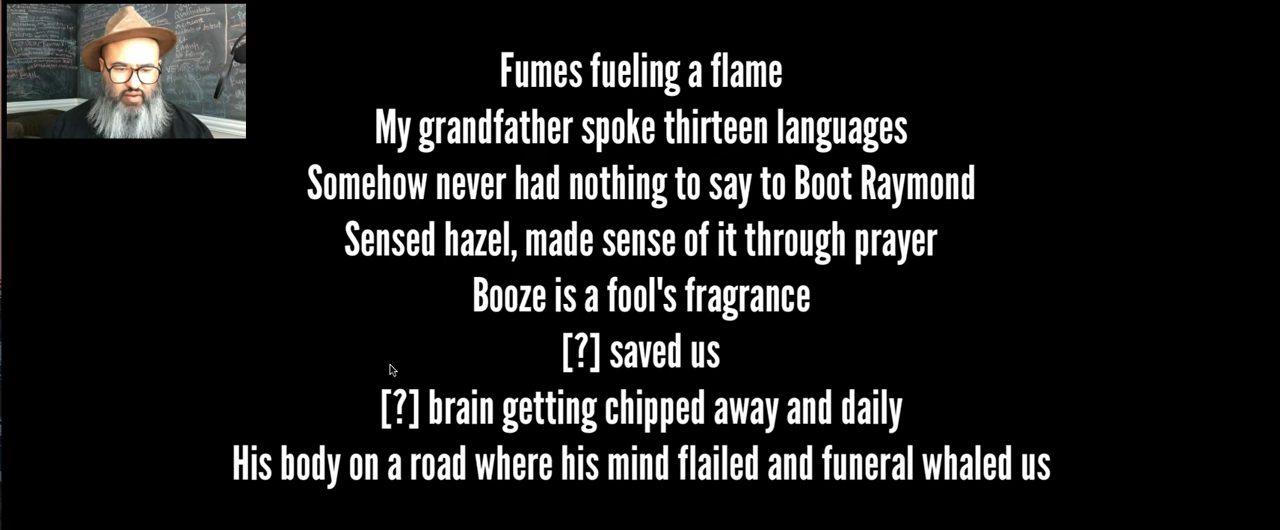 Fumes fueling a flame
My grandfather spoke thirteen languages
Somehow never had nothing to say to Boot Raymond
Sensed hazel, made sense of it through prayer
Booze is a fool's fragrance
[?] saved us
[?] brain getting chipped away and daily
His body on a road where his mind flailed and funeral whaled us